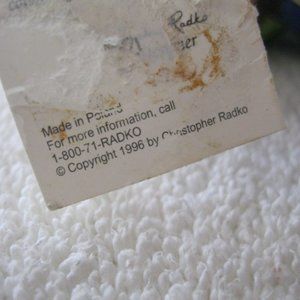 Radko
Made in Poland
For more information, call
1-800-71-RADKO
© Copyright 1996 by Christopher Radko